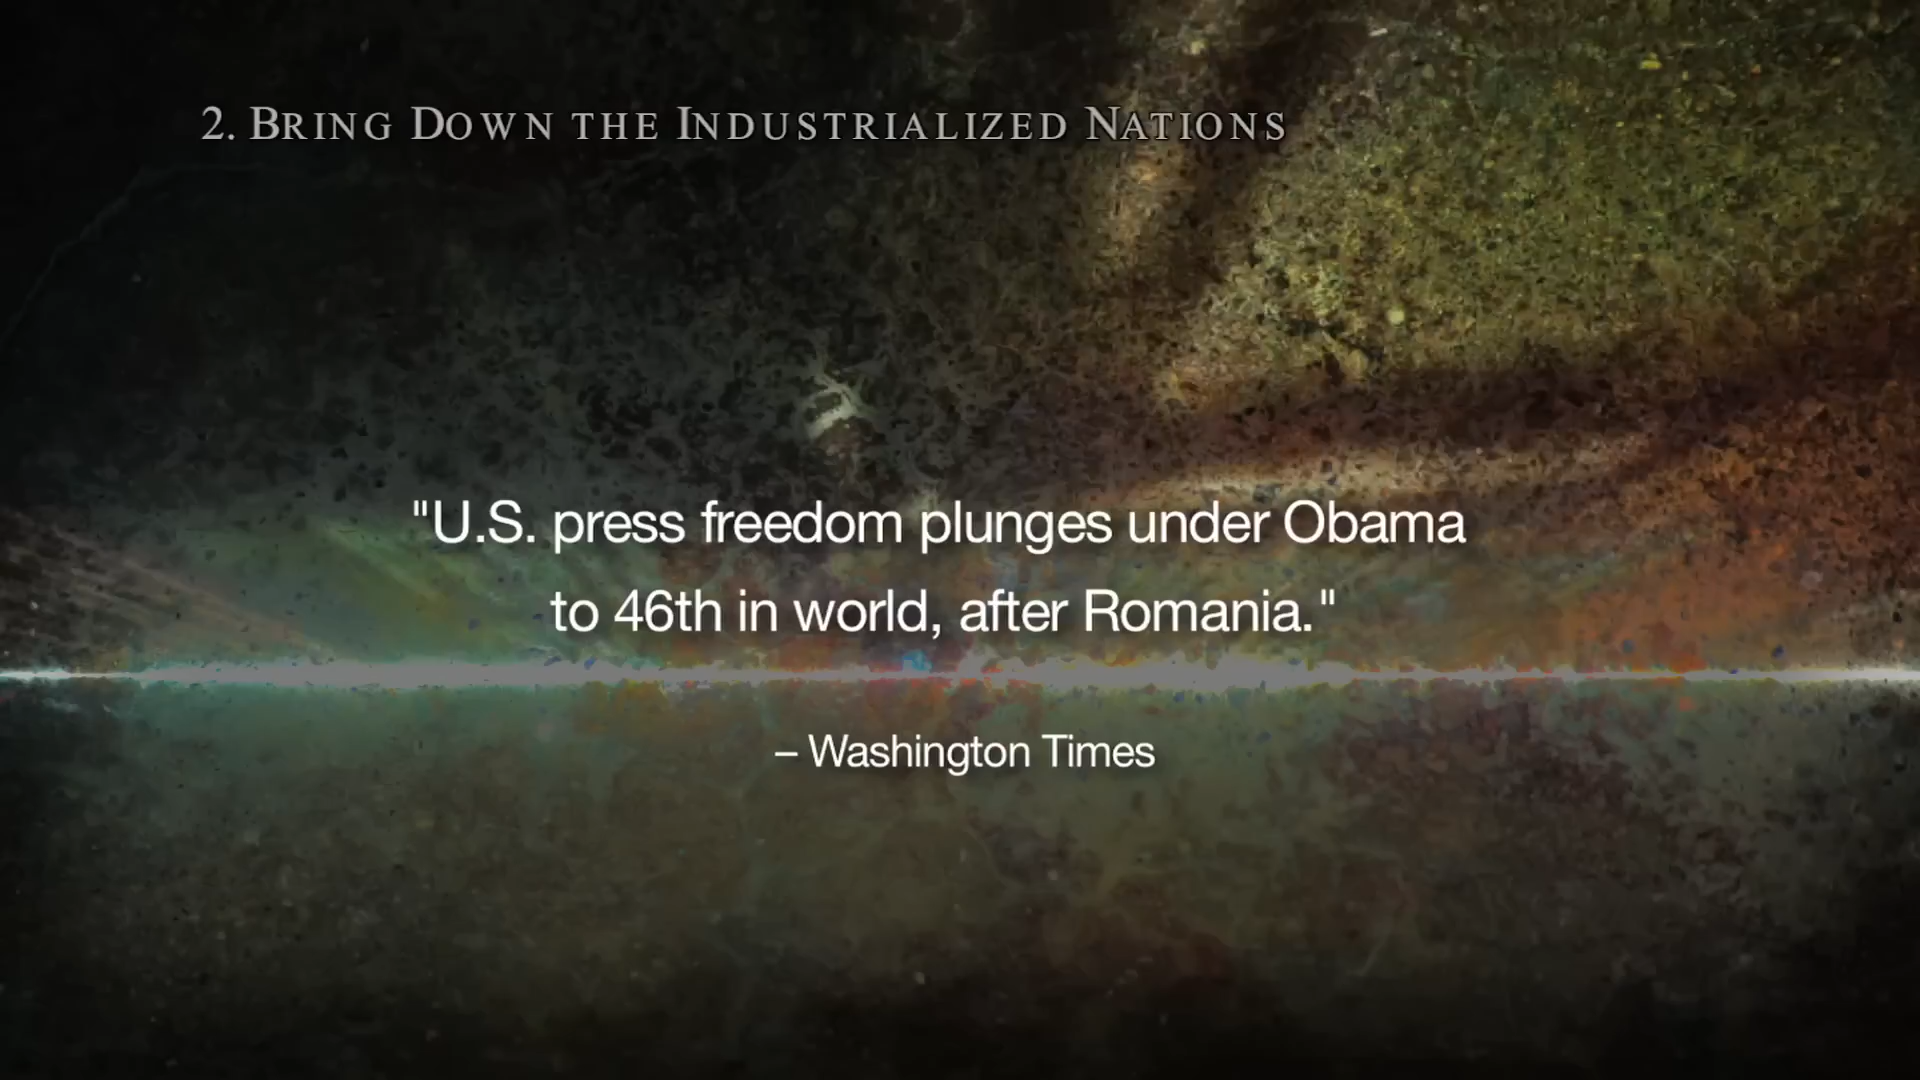 2. BRING DOWN THE INDUSTRIALIZED NATIONS
"U.S. press freedom plunges under Obama
to 46th in world, after Romania."
– Washington Times